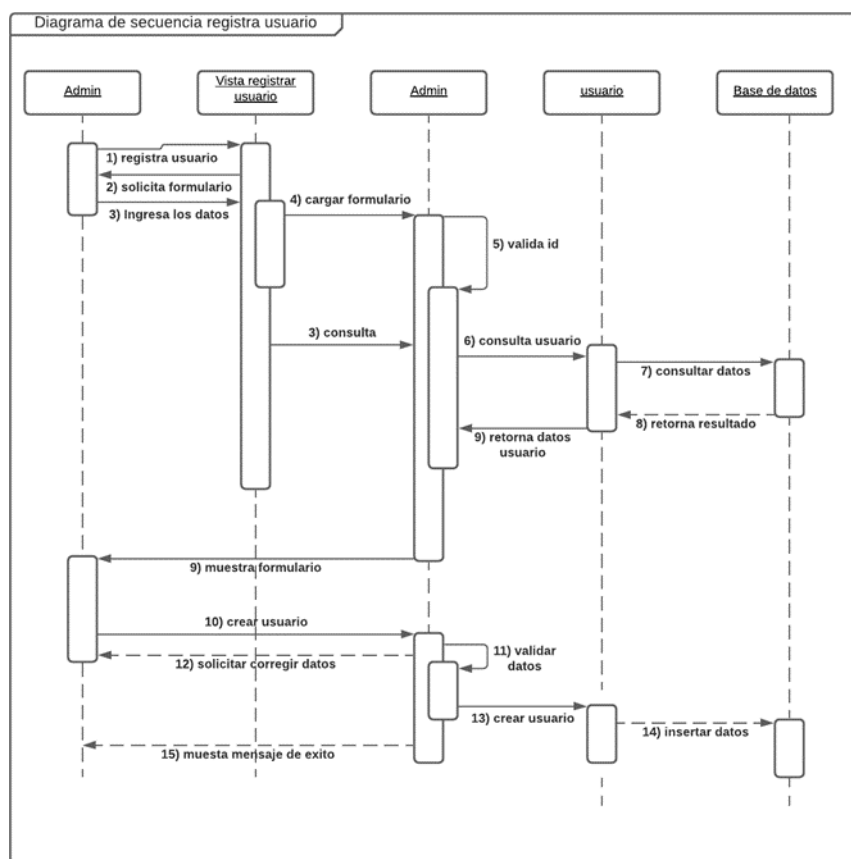 Diagrama de secuencia registra usuario
Admin
Vista registrar
usuario
Admin
usuario
Base de datos
1) registra usuario
2) solicita formulario
3) Ingresa los datos
4) cargar formulario
5) valida id
3) consulta
6) consulta usuario
7) consultar datos
8) retorna resultado
9) retorna datos
usuario
9) muestra formulario
10) crear usuario
11) validar
datos
12) solicitar corregir datos
13) crear usuario
14) insertar datos
15) muesta mensaje de exito